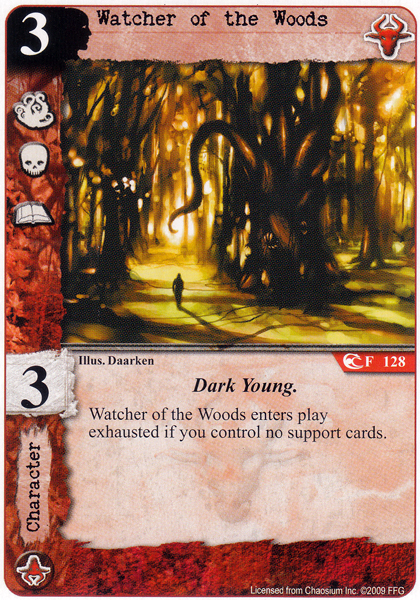 3
Watcher of the Woods
Illus. Daarken
F 128
3
Dark Young.
Watcher of the Woods enters play
exhausted if you control no support cards.
Character
Licensed from Chaosium Inc. ©2009 FFG